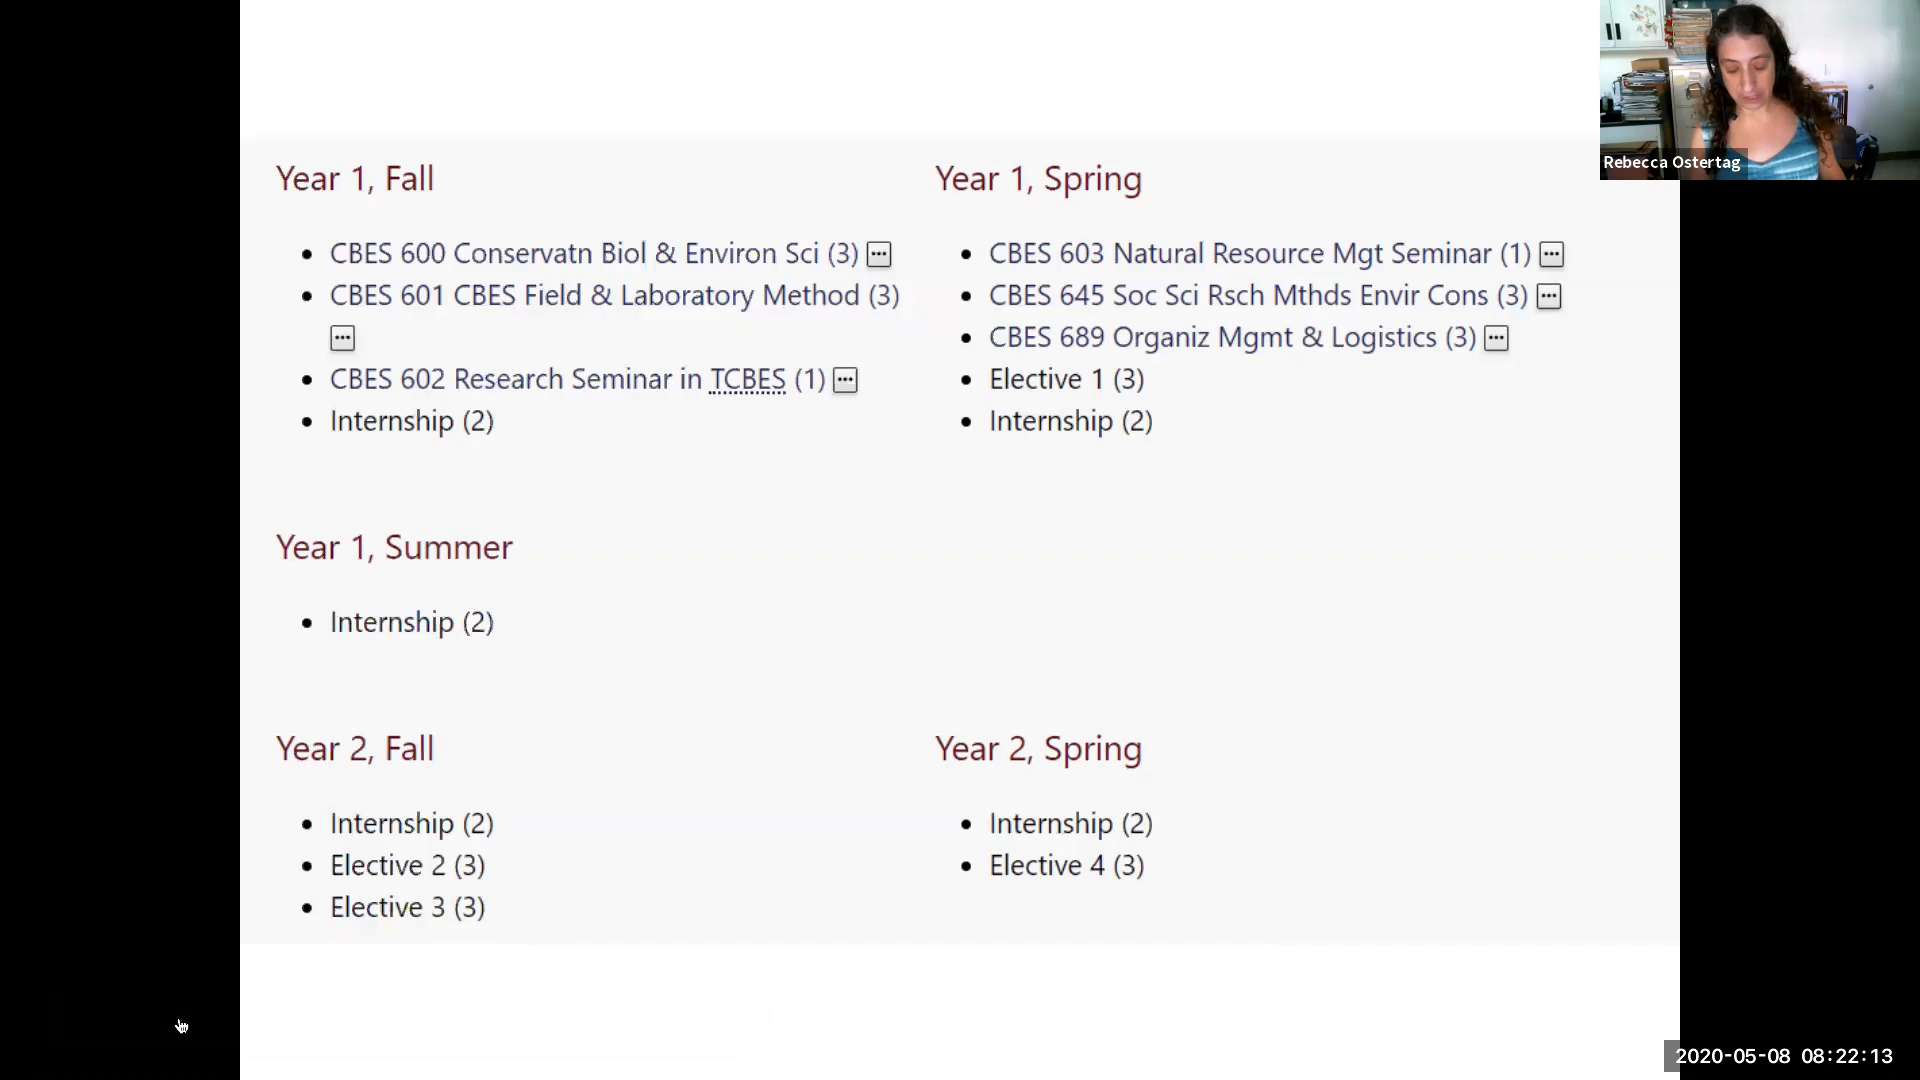 Year 1, Fall
CBES 600 Conservatn Biol & Environ Sci (3)
CBES 601 CBES Field & Laboratory Method (3)
CBES 602 Research Seminar in TCBES (1)
Internship (2)
Year 1, Spring
CBES 603 Natural Resource Mgt Seminar (1)
CBES 645 Soc Sci Rsch Mthds Envir Cons (3)
CBES 689 Organiz Mgmt & Logistics (3)
Elective 1 (3)
Internship (2)
Year 1, Summer
Internship (2)
Year 2, Fall
Internship (2)
Elective 2 (3)
Elective 3 (3)
Year 2, Spring
Internship (2)
Elective 4 (3)
Rebecca Ostertag
2020-05-08 08:22:13